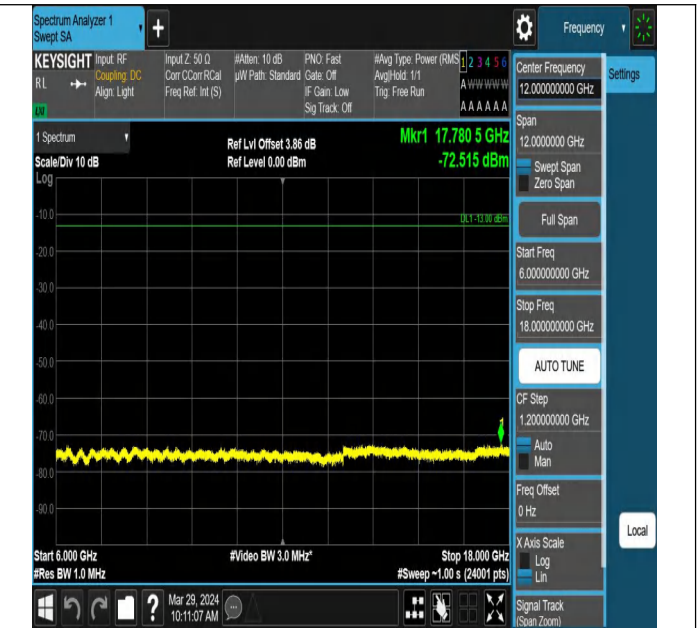 Spectrum Analyzer 1
Swept SA
+
Frequency
KEYSIGHT
RL
LXI
Input: RF
Coupling: DC
Align: Light
Input Z: 50 Ω
Corr CCorr RCal
Freq Ref: Int (S)
#Atten: 10 dB
µW Path: Standard
PNO: Fast
Gate: Off
IF Gain: Low
Sig Track: Off
#Avg Type: Power (RMS
Avg|Hold: 1/1
Trig: Free Run
1 2 3 4 5 6
A W W W W W
A A A A A A
1 Spectrum
Scale/Div 10 dB
Log
Ref Lvl Offset 3.86 dB
Ref Level 0.00 dBm
Mkr1 17.780 5 GHz
-72.515 dBm
DL1 -13.00 dBm
-10.0
-20.0
-30.0
-40.0
-50.0
-60.0
-70.0
-80.0
-90.0
1
Start 6.000 GHz
#Res BW 1.0 MHz
#Video BW 3.0 MHz*
Stop 18.000 GHz
#Sweep ~1.00 s (24001 pts)
?
Mar 29, 2024
10:11:07 AM
Center Frequency
12.000000000 GHz
Settings
Span
12.0000000 GHz
Swept Span
Zero Span
Full Span
Start Freq
6.000000000 GHz
Stop Freq
18.000000000 GHz
AUTO TUNE
CF Step
1.200000000 GHz
Auto
Man
Freq Offset
0 Hz
X Axis Scale
Log
Lin
Local
Signal Track
(Span Zoom)